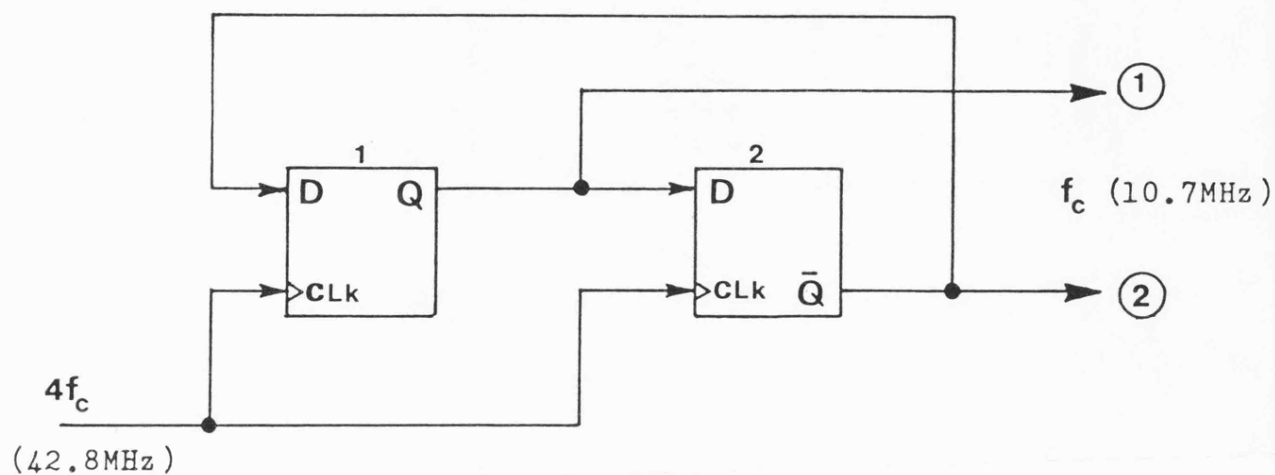 ①
1
2
D Q
D
f_c (10.7MHz)
CLk
CLk Q̄
②
4f_c
(42.8MHz)